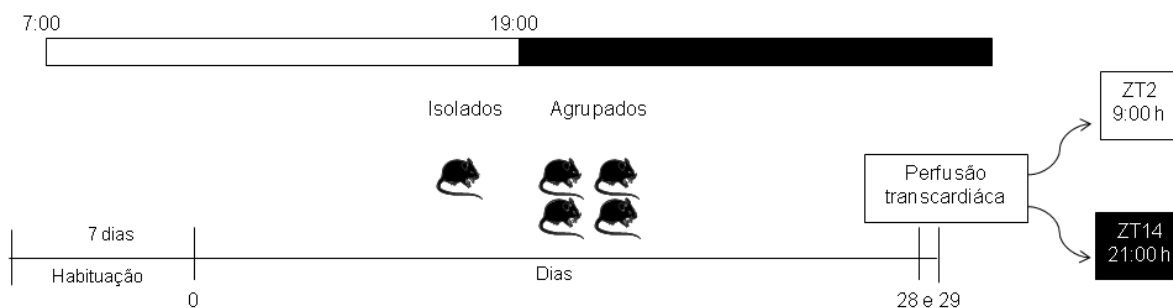 7:00
19:00
Isolados
Agrupados
ZT2
9:00 h
Perfusão
transcardiáca
ZT14
21:00 h
7 dias
Habituação
Dias
0
28 e 29